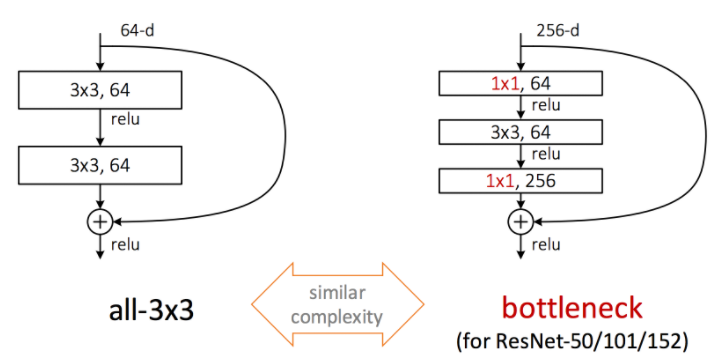 64-d
3x3, 64
relu
3x3, 64
+
relu
all-3x3
similar
complexity
256-d
1x1, 64
relu
3x3, 64
relu
1x1, 256
+
relu
bottleneck
(for ResNet-50/101/152)